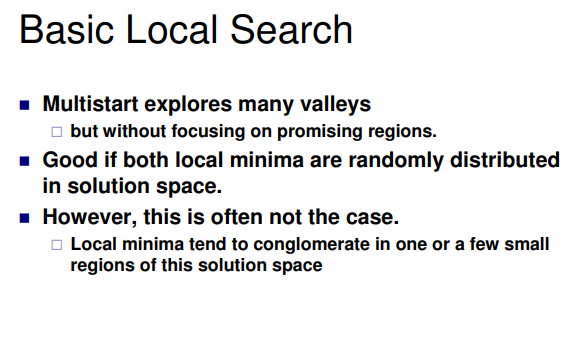 Basic Local Search
Multistart explores many valleys
but without focusing on promising regions.
Good if both local minima are randomly distributed
in solution space.
However, this is often not the case.
Local minima tend to conglomerate in one or a few small
regions of this solution space